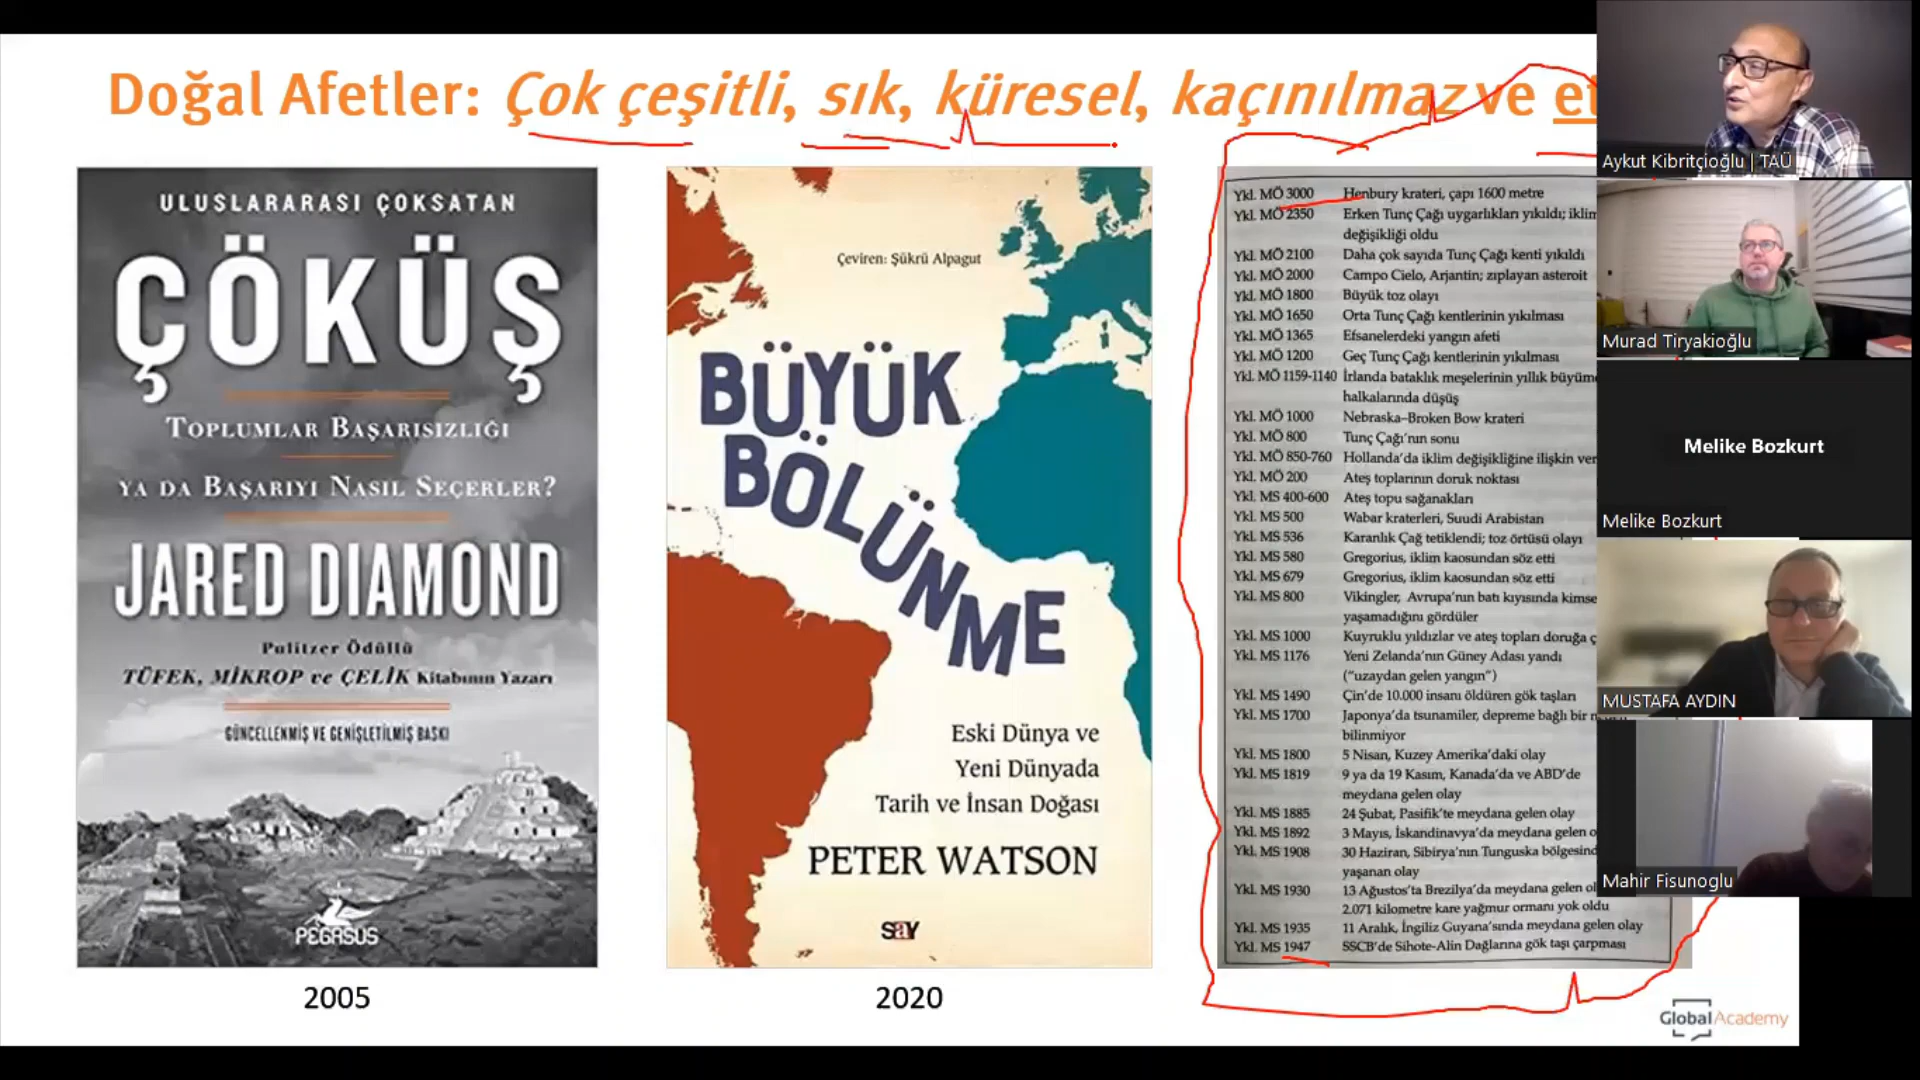 Doğal Afetler: Çok çeşitli, sık, küresel, kaçınılmaz ve et
ULUSLARARASI ÇOKSATAN
ÇÖKÜŞ
TOPLUMLAR BAŞARISIZLIĞI
YA DA BAŞARIYI NASIL SEÇERLER?
JARED DIAMOND
Pulitzer Ödüllü
TÜFEK, MİKROP ve ÇELİK Kitabının Yazarı
GÜNCELLENMİŞ VE GENİŞLETİLMİŞ BASKI
PEGASUS
2005
Çeviren: Şükrü Alpagut
BÜYÜK
BÖLÜNME
Eski Dünya ve
Yeni Dünyada
Tarih ve İnsan Doğası
PETER WATSON
say
2020
Ykl. MÖ 3000 Henbury krateri, çapı 1600 metre
Ykl. MÖ 2350 Erken Tunç Çağı uygarlıkları yıkıldı; iklim
değişikliği oldu
Ykl. MÖ 2100 Daha çok sayıda Tunç Çağı kenti yıkıldı
Ykl. MÖ 2000 Campo Cielo, Arjantin; zıplayan asteroit
Ykl. MÖ 1800 Büyük toz olayı
Ykl. MÖ 1650 Orta Tunç Çağı kentlerinin yıkılması
Ykl. MÖ 1365 Efsanelerdeki yangın afeti
Ykl. MÖ 1200 Geç Tunç Çağı kentlerinin yıkılması
Ykl. MÖ 1159-1140 İrlanda bataklık meşelerinin yıllık büyüme
halkalarında düşüş
Ykl. MÖ 1000 Nebraska–Broken Bow krateri
Ykl. MÖ 800 Tunç Çağı'nın sonu
Ykl. MÖ 850-760 Hollanda'da iklim değişikliğine ilişkin ver
Ykl. MÖ 200 Ateş toplarının doruk noktası
Ykl. MS 400-600 Ateş topu sağanakları
Ykl. MS 500 Wabar kraterleri, Suudi Arabistan
Ykl. MS 536 Karanlık Çağ tetiklendi; toz örtüsü olayı
Ykl. MS 580 Gregorius, iklim kaosundan söz etti
Ykl. MS 679 Gregorius, iklim kaosundan söz etti
Ykl. MS 800 Vikingler, Avrupa'nın batı kıyısında kimse
yaşamadığını gördüler
Ykl. MS 1000 Kuyruklu yıldızlar ve ateş topları doruğa ç
Ykl. MS 1176 Yeni Zelanda'nın Güney Adası yandı
("uzaydan gelen yangın")
Ykl. MS 1490 Çin'de 10.000 insanı öldüren gök taşları
Ykl. MS 1700 Japonya'da tsunamiler, depreme bağlı bir
bilinmiyor
Ykl. MS 1800 5 Nisan, Kuzey Amerika'daki olay
Ykl. MS 1819 9 ya da 19 Kasım, Kanada'da ve ABD'de
meydana gelen olay
Ykl. MS 1885 24 Şubat, Pasifik'te meydana gelen olay
Ykl. MS 1892 3 Mayıs, İskandinavya'da meydana gelen o
Ykl. MS 1908 30 Haziran, Sibirya'nın Tunguska bölgesind
yaşanan olay
Ykl. MS 1930 13 Ağustos'ta Brezilya'da meydana gelen ol
2.071 kilometre kare yağmur ormanı yok oldu
Ykl. MS 1935 11 Aralık, İngiliz Guyana'sında meydana gelen olay
Ykl. MS 1947 SSCB'de Sihote-Alin Dağlarına gök taşı çarpması
Global Academy
Aykut Kibritçioğlu | TAÜ
Murad Tiryakioğlu
Melike Bozkurt
Melike Bozkurt
MUSTAFA AYDIN
Mahir Fisunoglu